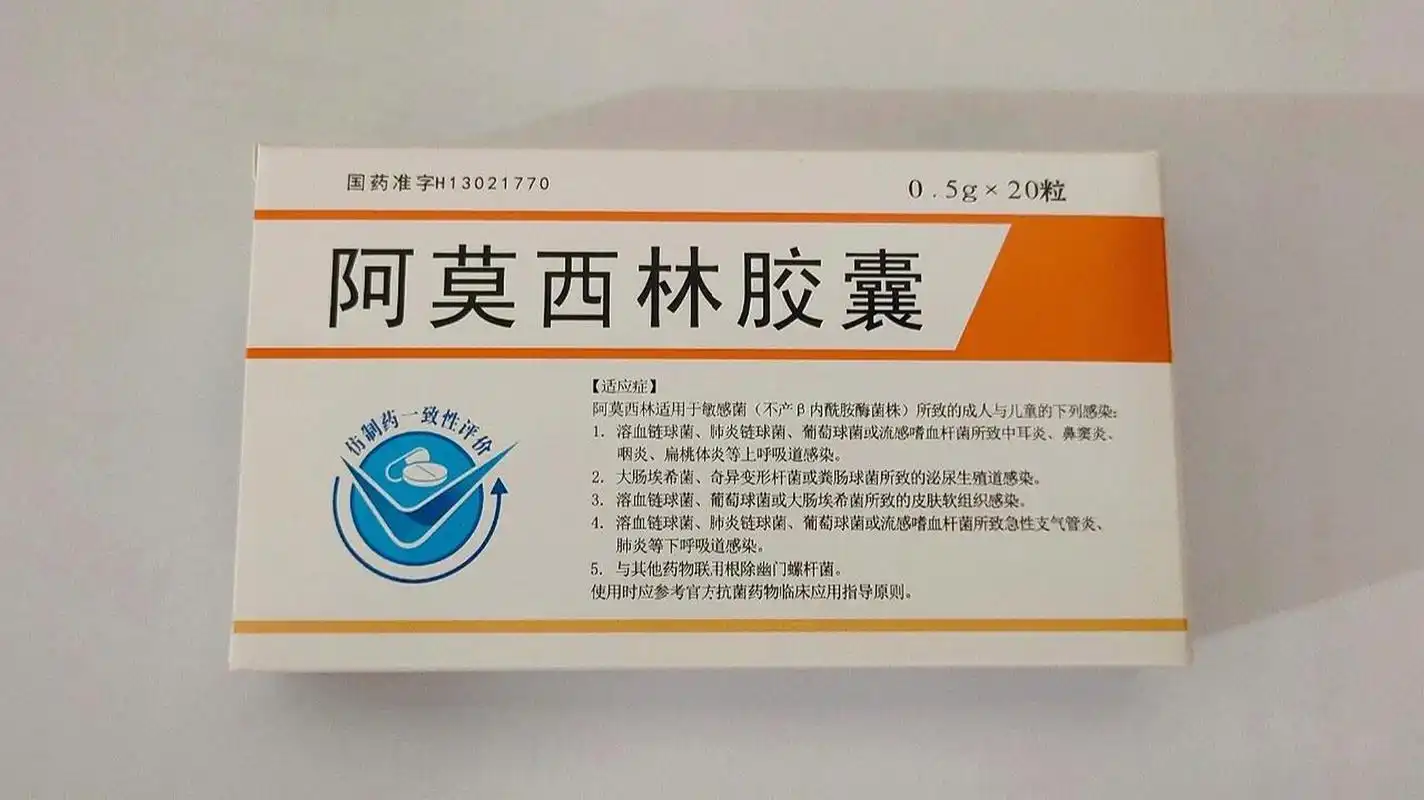 国药准字H13021770
0.5g×20粒
阿莫西林胶囊
仿制药一致性评价
【适应症】
阿莫西林适用于敏感菌（不产β内酰胺酶菌株）所致的成人与儿童的下列感染：
1. 溶血链球菌、肺炎链球菌、葡萄球菌或流感嗜血杆菌所致中耳炎、鼻窦炎、
咽炎、扁桃体炎等上呼吸道感染。
2. 大肠埃希菌、奇异变形杆菌或粪肠球菌所致的泌尿生殖道感染。
3. 溶血链球菌、葡萄球菌或大肠埃希菌所致的皮肤软组织感染。
4. 溶血链球菌、肺炎链球菌、葡萄球菌或流感嗜血杆菌所致急性支气管炎、
肺炎等下呼吸道感染。
5. 与其他药物联用根除幽门螺杆菌。
使用时应参考官方抗菌药物临床应用指导原则。